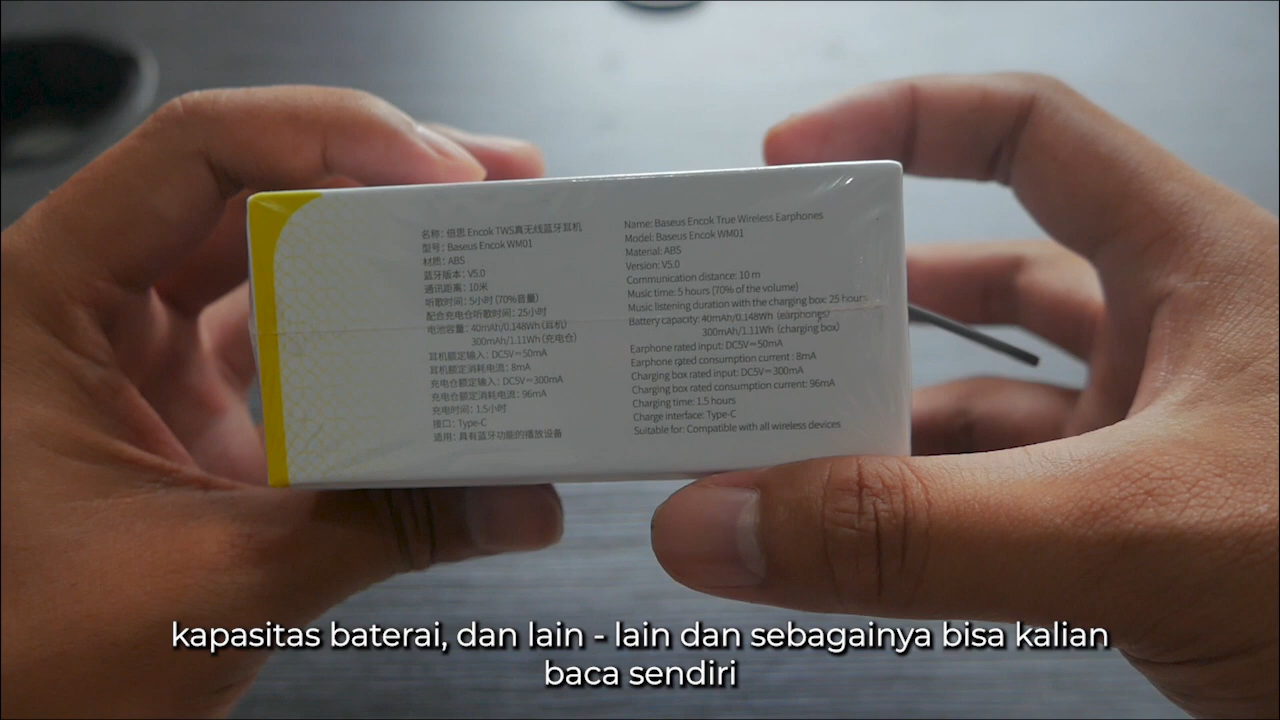 名称：倍思 Encok TWS真无线蓝牙耳机
型号：Baseus Encok WM01
材质：ABS
蓝牙版本：V5.0
通讯距离：10米
听歌时间：5小时（70%音量）
配合充电仓听歌时间：25小时
电池容量：40mAh/0.148Wh（耳机）
300mAh/1.11Wh（充电仓）
耳机额定输入：DC5V⎓50mA
耳机额定消耗电流：8mA
充电仓额定输入：DC5V⎓300mA
充电仓额定消耗电流：96mA
充电时间：1.5小时
接口：Type-C
适用：具有蓝牙功能的播放设备
Name: Baseus Encok True Wireless Earphones
Model: Baseus Encok WM01
Material: ABS
Version: V5.0
Communication distance: 10 m
Music time: 5 hours (70% of the volume)
Music listening duration with the charging box: 25 hours
Battery capacity: 40mAh/0.148Wh (earphones)
300mAh/1.11Wh (charging box)
Earphone rated input: DC5V⎓50mA
Earphone rated consumption current : 8mA
Charging box rated input: DC5V⎓300mA
Charging box rated consumption current: 96mA
Charging time: 1.5 hours
Charge interface: Type-C
Suitable for: Compatible with all wireless devices
kapasitas baterai, dan lain - lain dan sebagainya bisa kalian
baca sendiri